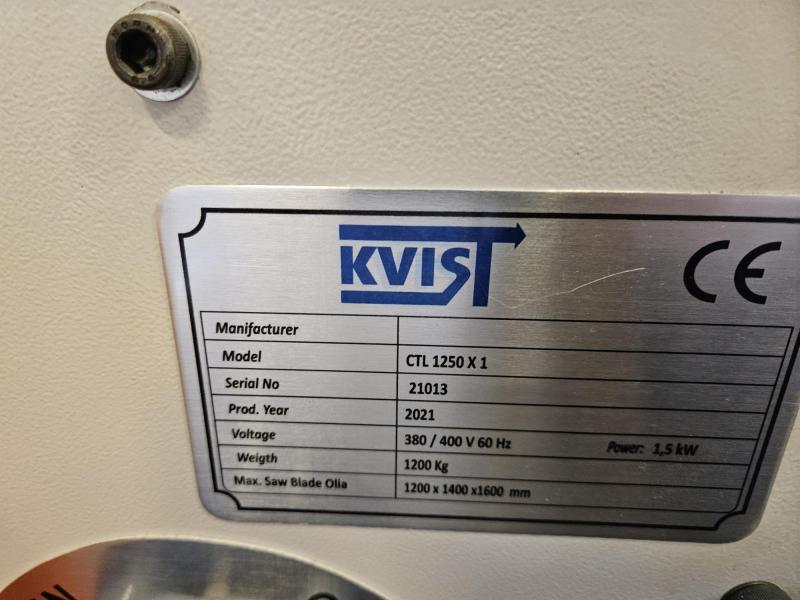 KVIST
CE
Manifacturer
Model CTL 1250 X 1
Serial No 21013
Prod. Year 2021
Voltage 380 / 400 V 60 Hz Power: 1,5 kW
Weigth 1200 Kg
Max. Saw Blade Olia 1200 x 1400 x1600 mm